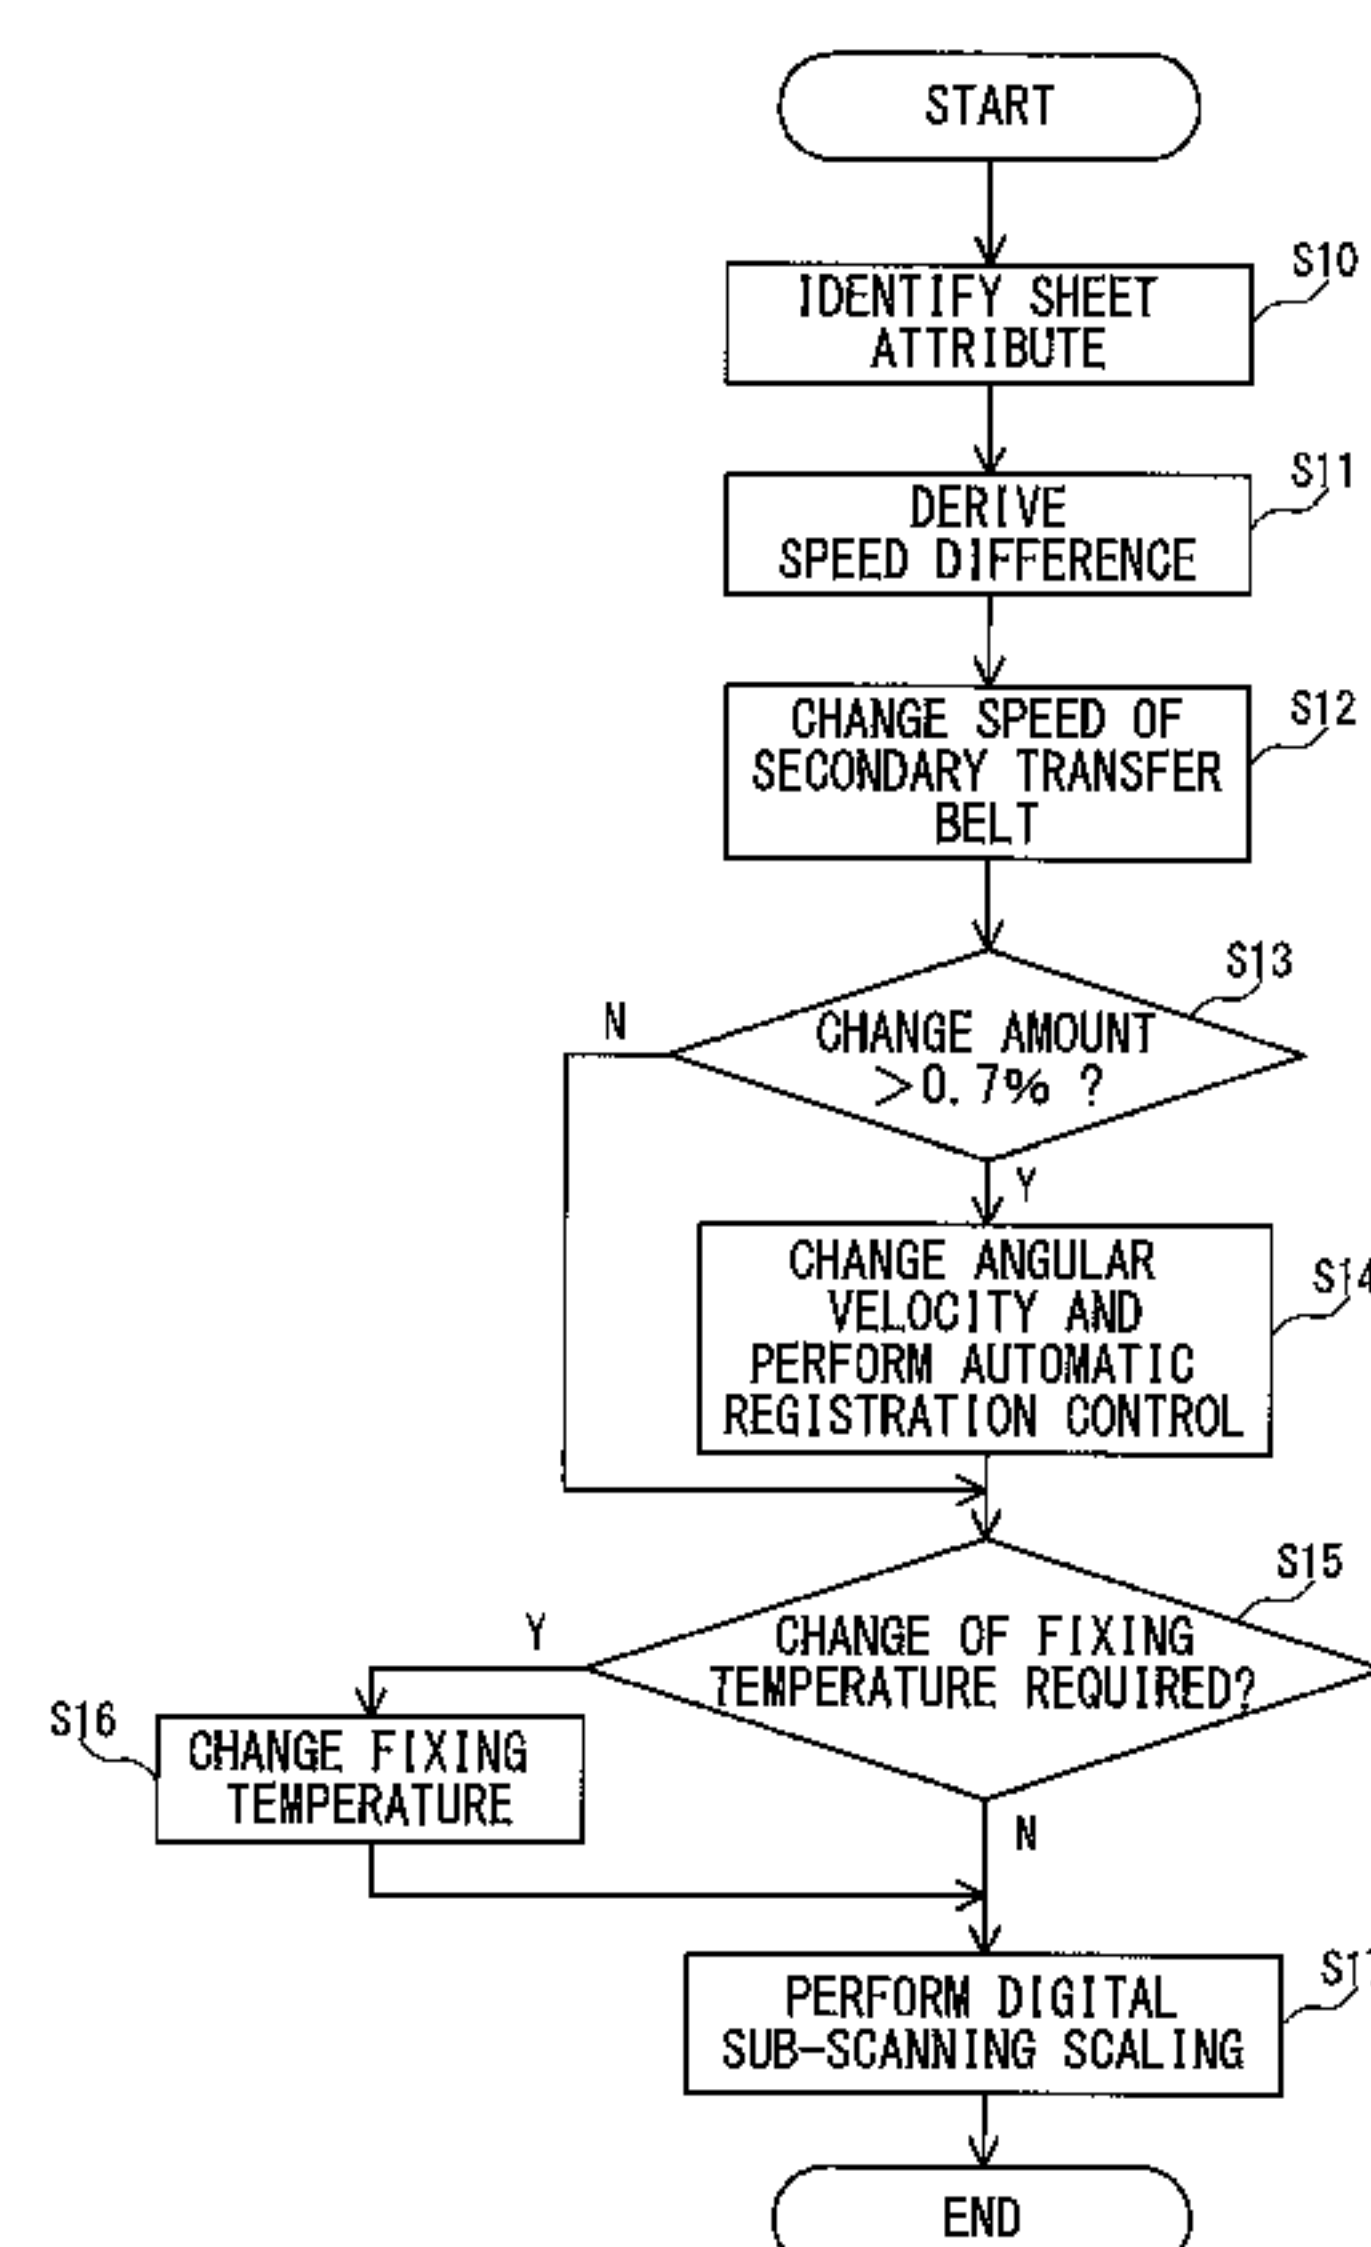 START
S10
IDENTIFY SHEET
ATTRIBUTE
S11
DERIVE
SPEED DIFFERENCE
S12
CHANGE SPEED OF
SECONDARY TRANSFER
BELT
S13
N
CHANGE AMOUNT
>0.7% ?
Y
S14
CHANGE ANGULAR
VELOCITY AND
PERFORM AUTOMATIC
REGISTRATION CONTROL
S15
Y
CHANGE OF FIXING
TEMPERATURE REQUIRED?
S16
CHANGE FIXING
TEMPERATURE
N
S17
PERFORM DIGITAL
SUB-SCANNING SCALING
END